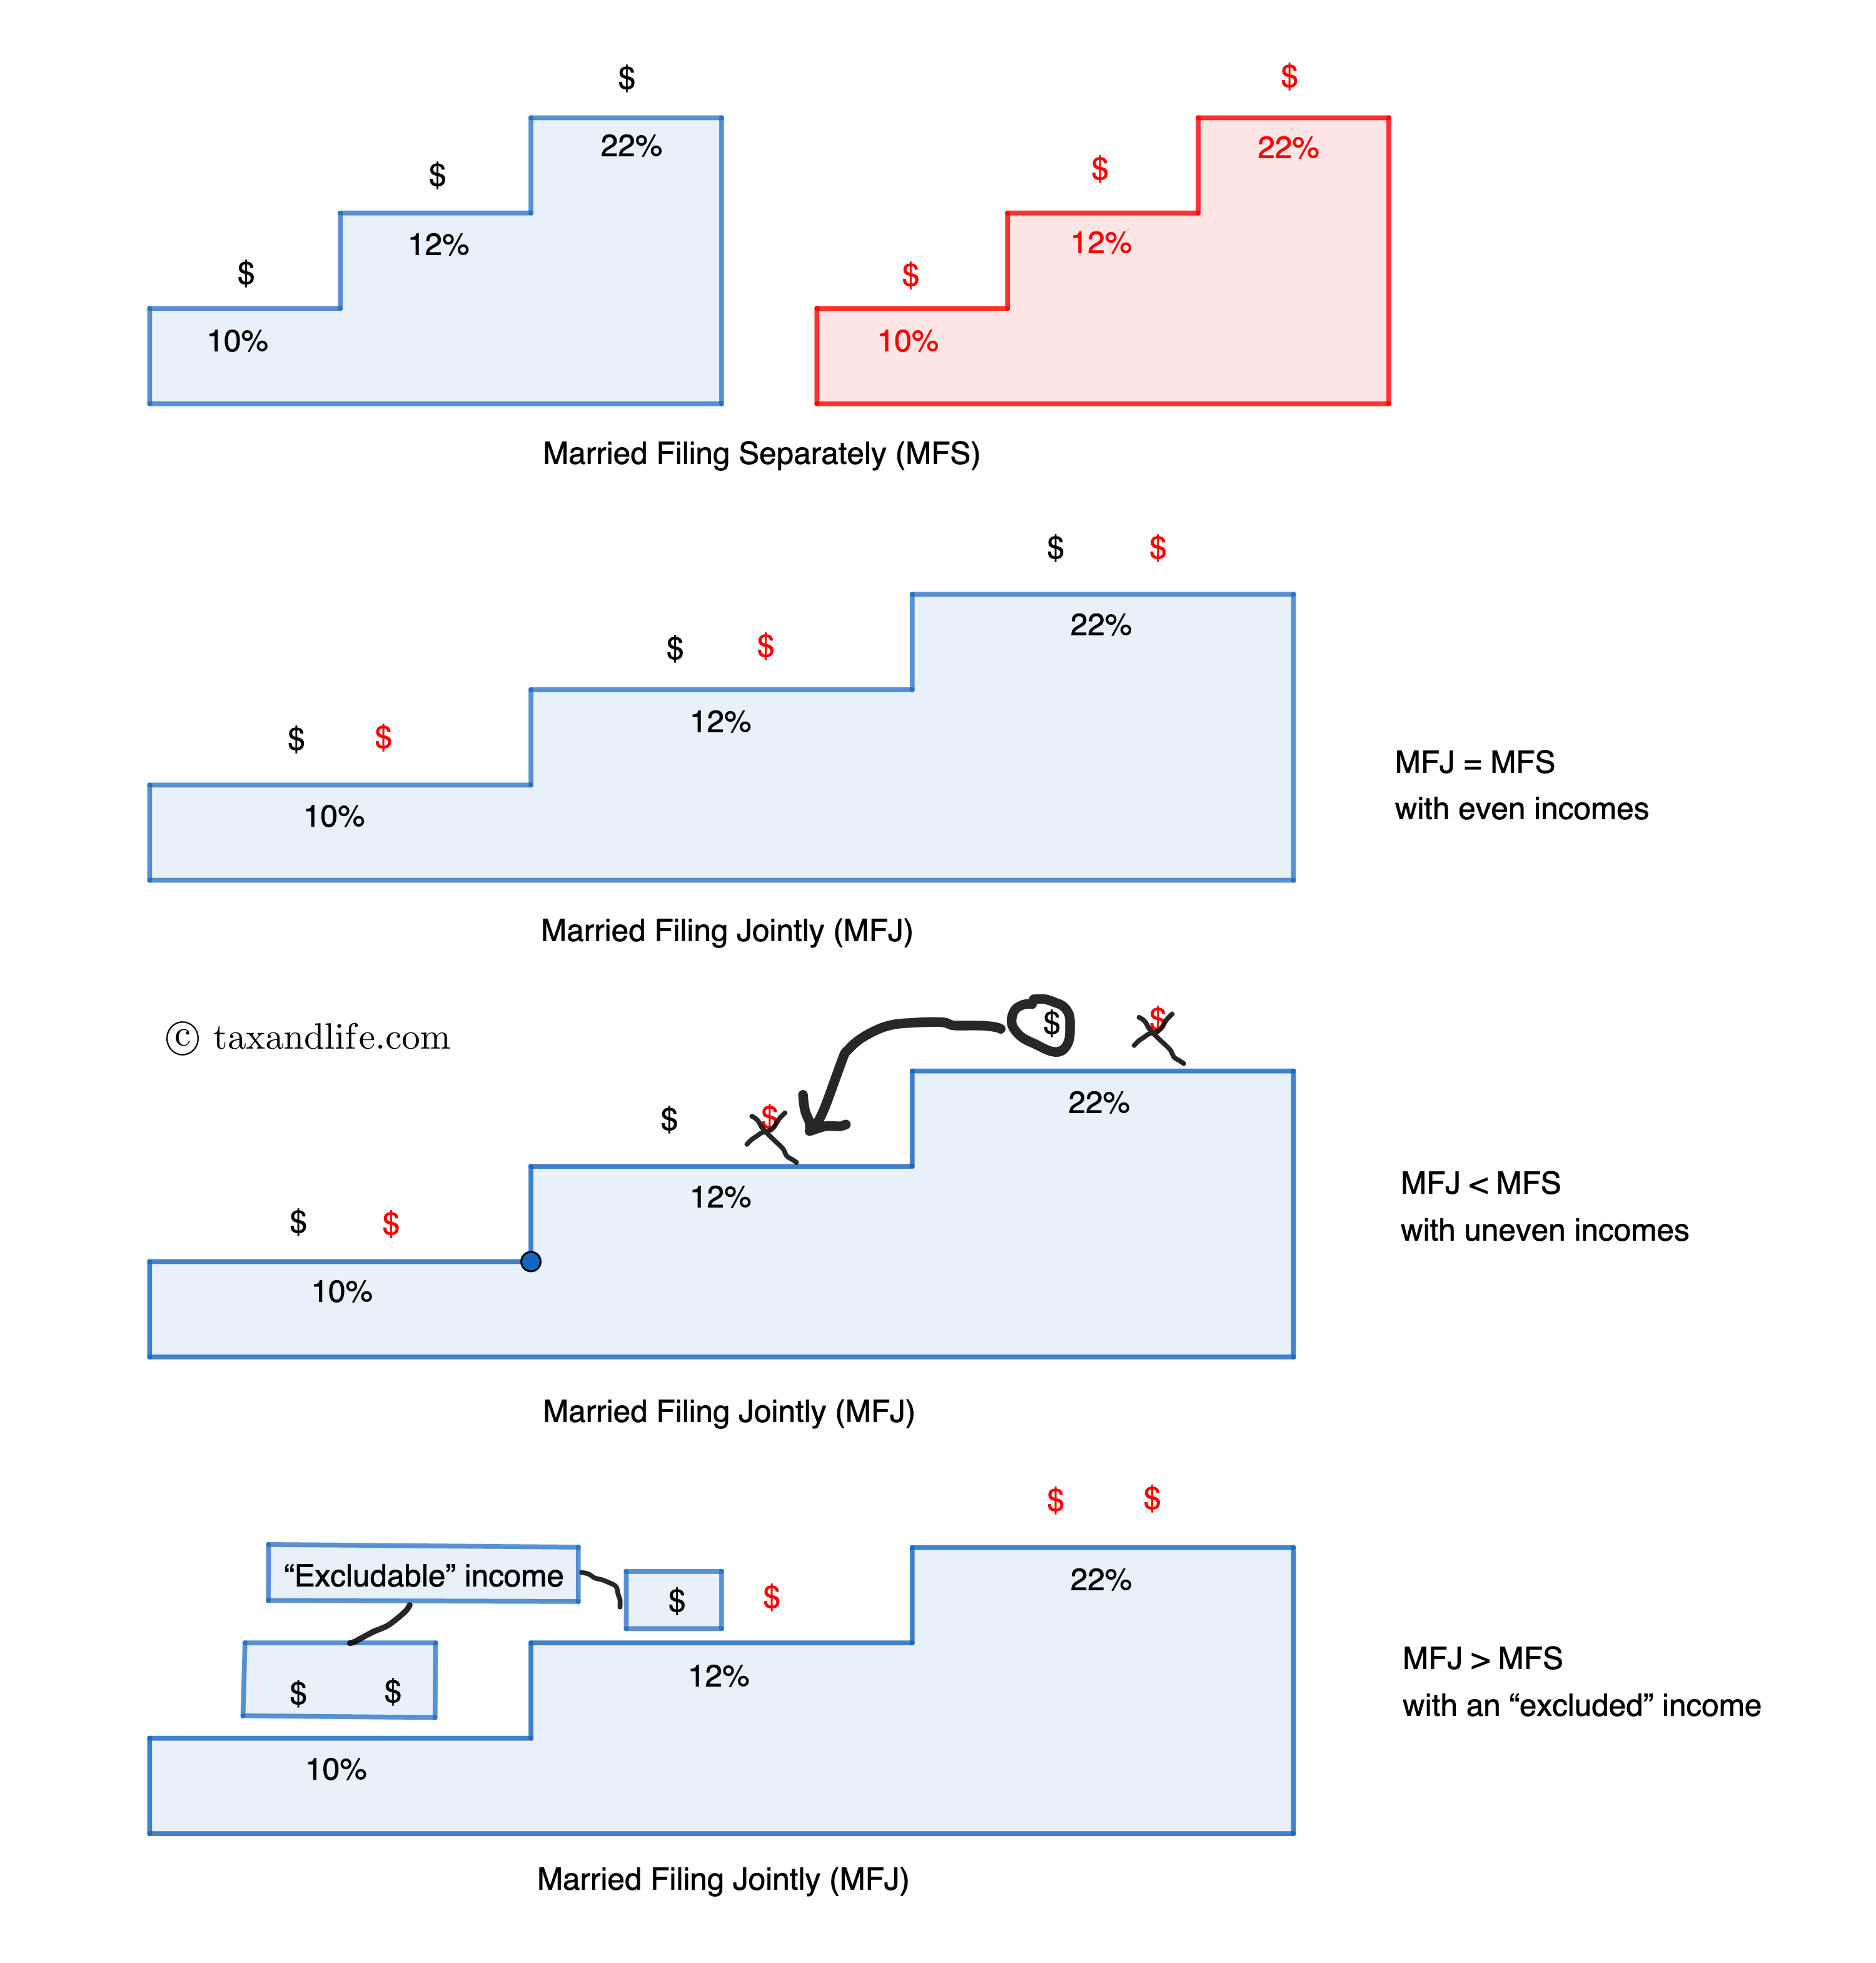 $ $
22% 22%
$ $
12% 12%
$ $
10% 10%
Married Filing Separately (MFS)
$ $
22%
$ $
12%
$ $
10%
MFJ = MFS
with even incomes
Married Filing Jointly (MFJ)
© taxandlife.com
$ $
22%
$ $
12%
$ $
10%
MFJ < MFS
with uneven incomes
Married Filing Jointly (MFJ)
$ $
“Excludable” income
22%
$ $
12%
$ $
10%
MFJ > MFS
with an “excluded” income
Married Filing Jointly (MFJ)